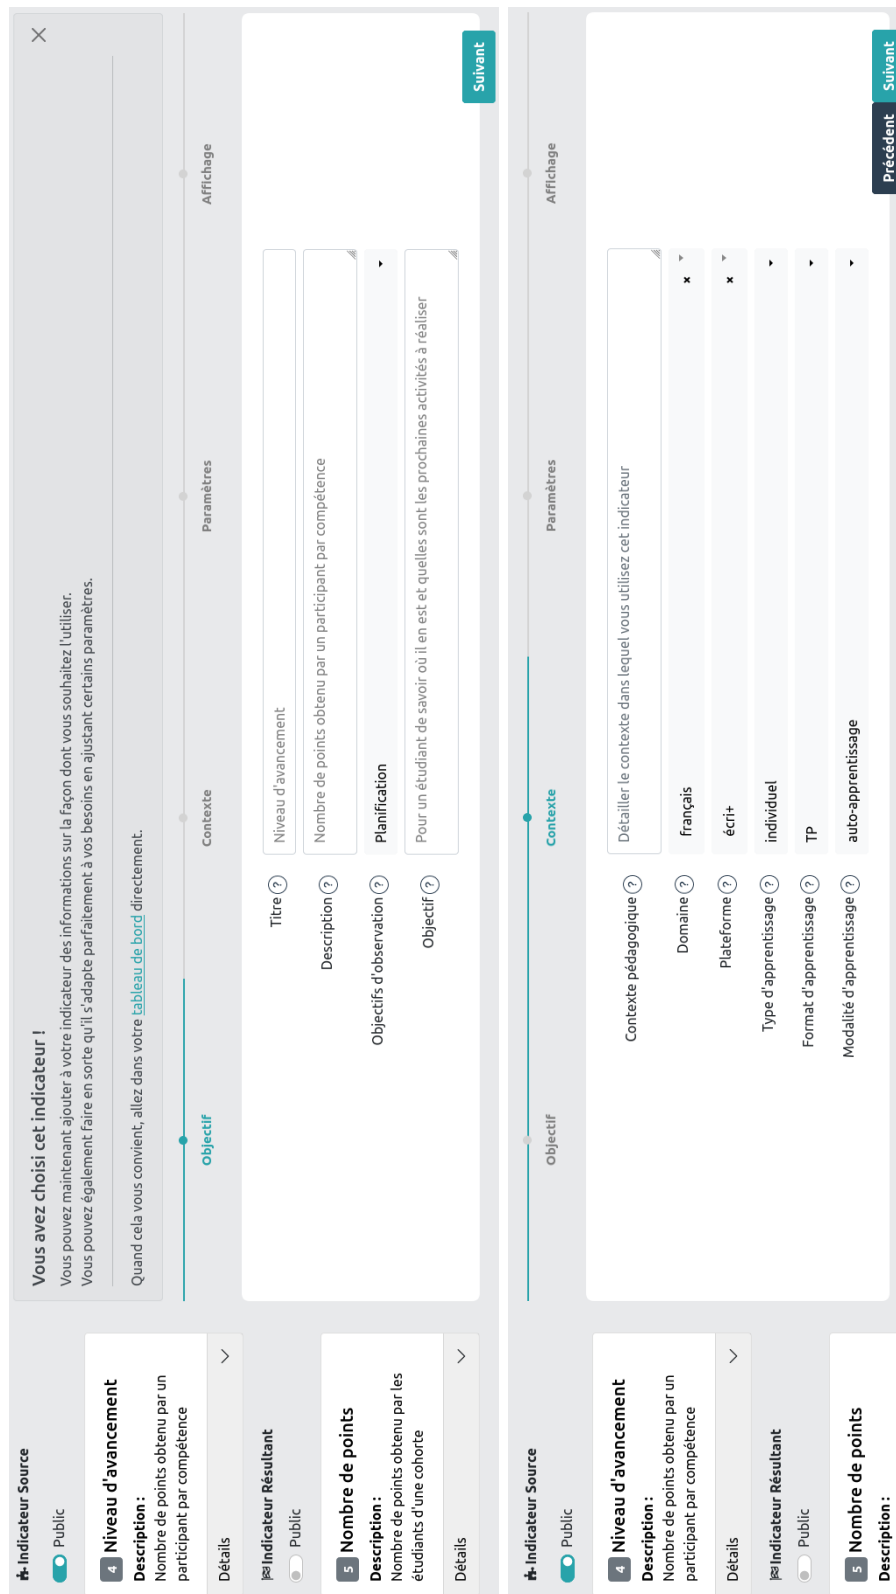 Indicateur Source
Public
4 Niveau d'avancement
Description :
Nombre de points obtenu par un
participant par compétence
Détails
Indicateur Résultant
Public
5 Nombre de points
Description :
Nombre de points obtenu par les
étudiants d'une cohorte
Détails
Vous avez choisi cet indicateur !
Vous pouvez maintenant ajouter à votre indicateur des informations sur la façon dont vous souhaitez l'utiliser.
Vous pouvez également faire en sorte qu'il s'adapte parfaitement à vos besoins en ajustant certains paramètres.
Quand cela vous convient, allez dans votre tableau de bord directement.
Objectif Contexte Paramètres Affichage
Titre ? Niveau d'avancement
Description ? Nombre de points obtenu par un participant par compétence
Objectifs d'observation ? Planification
Objectif ? Pour un étudiant de savoir où il en est et quelles sont les prochaines activités à réaliser
Suivant
Indicateur Source
Public
4 Niveau d'avancement
Description :
Nombre de points obtenu par un
participant par compétence
Détails
Indicateur Résultant
Public
5 Nombre de points
Description :
Objectif Contexte Paramètres Affichage
Contexte pédagogique ? Détailler le contexte dans lequel vous utilisez cet indicateur
Domaine ? français
Plateforme ? écri+
Type d'apprentissage ? individuel
Format d'apprentissage ? TP
Modalité d'apprentissage ? auto-apprentissage
Précédent Suivant